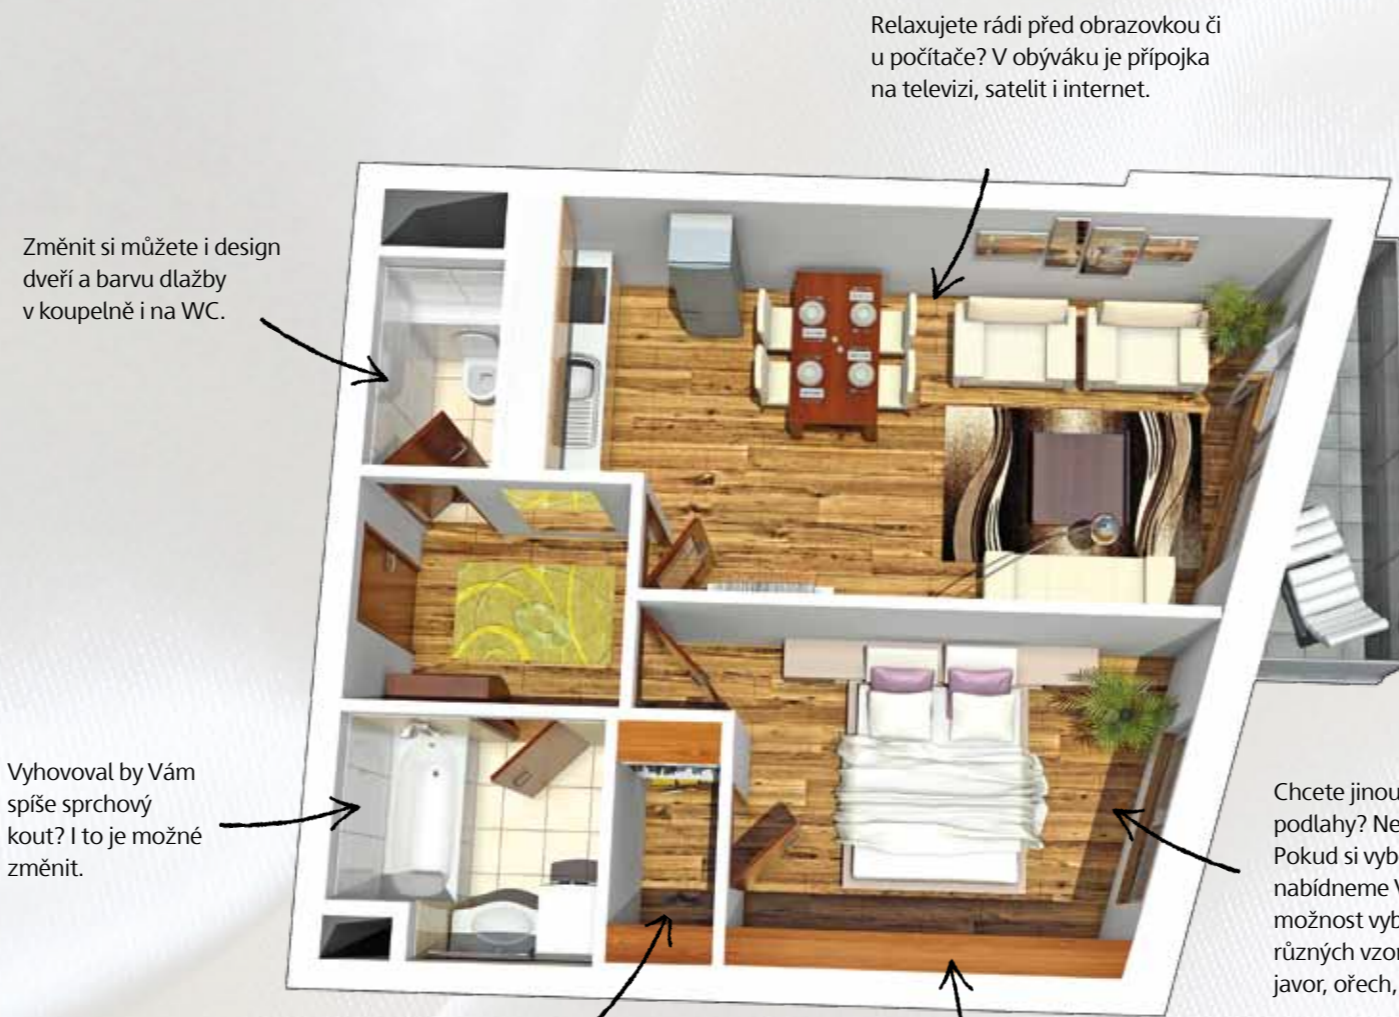 Relaxujete rádi před obrazovkou či
u počítače? V obýváku je přípojka
na televizi, satelit i internet.
Změnit si můžete i design
dveří a barvu dlažby
v koupelně i na WC.
Vyhovoval by Vám
spíše sprchový
kout? I to je možné
změnit.
Chcete jinou
podlahy? Ne
Pokud si vyb
nabídneme V
možnost vyb
různých vzor
javor, ořech,